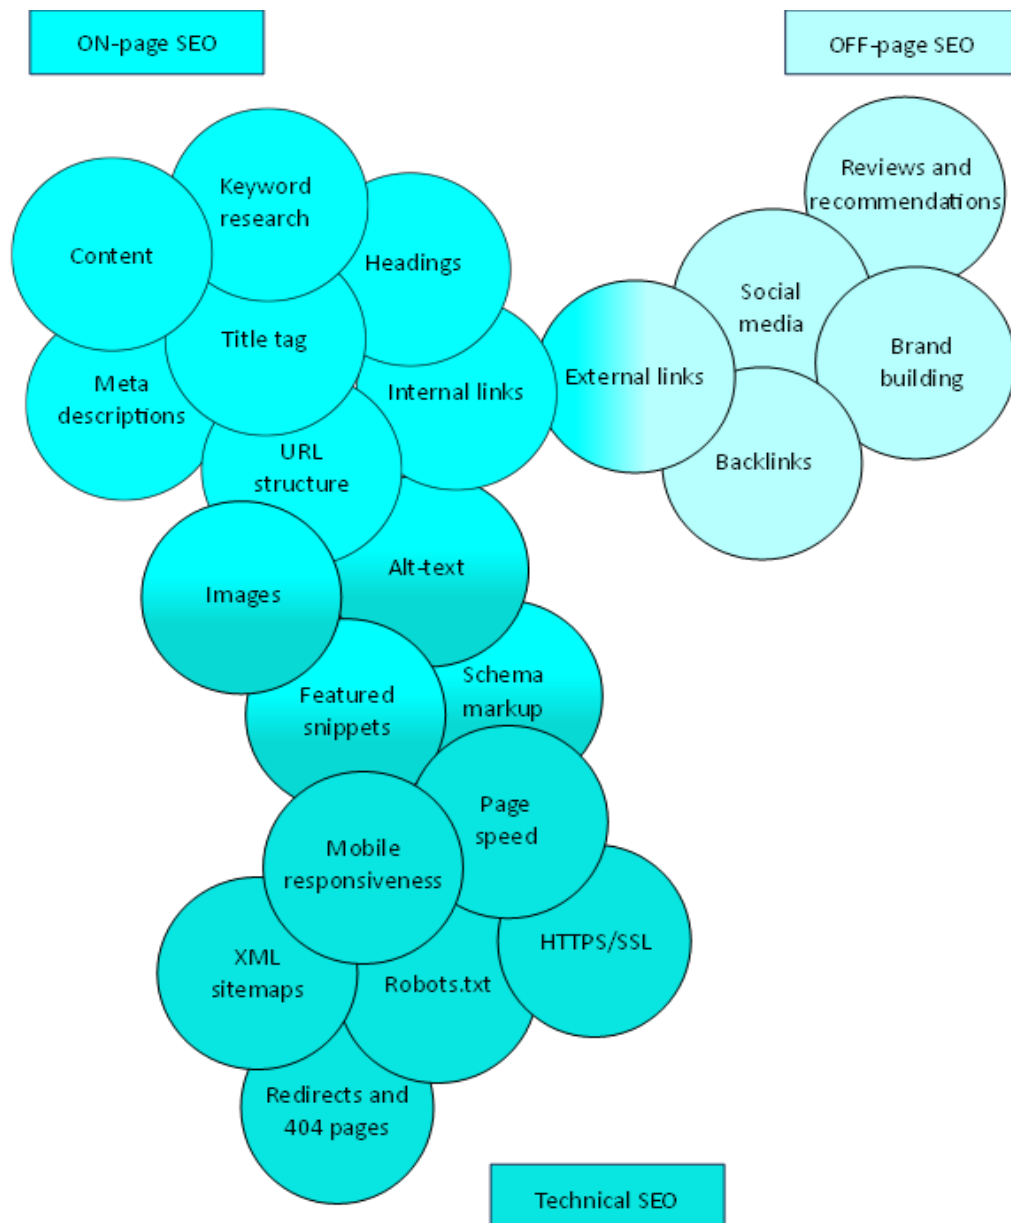 ON-page SEO
OFF-page SEO
Keyword
research
Content
Headings
Title tag
Meta
descriptions
Internal links
URL
structure
External links
Reviews and
recommendations
Social
media
Brand
building
Backlinks
Images
Alt-text
Featured
snippets
Schema
markup
Page
speed
Mobile
responsiveness
HTTPS/SSL
XML
sitemaps
Robots.txt
Redirects and
404 pages
Technical SEO